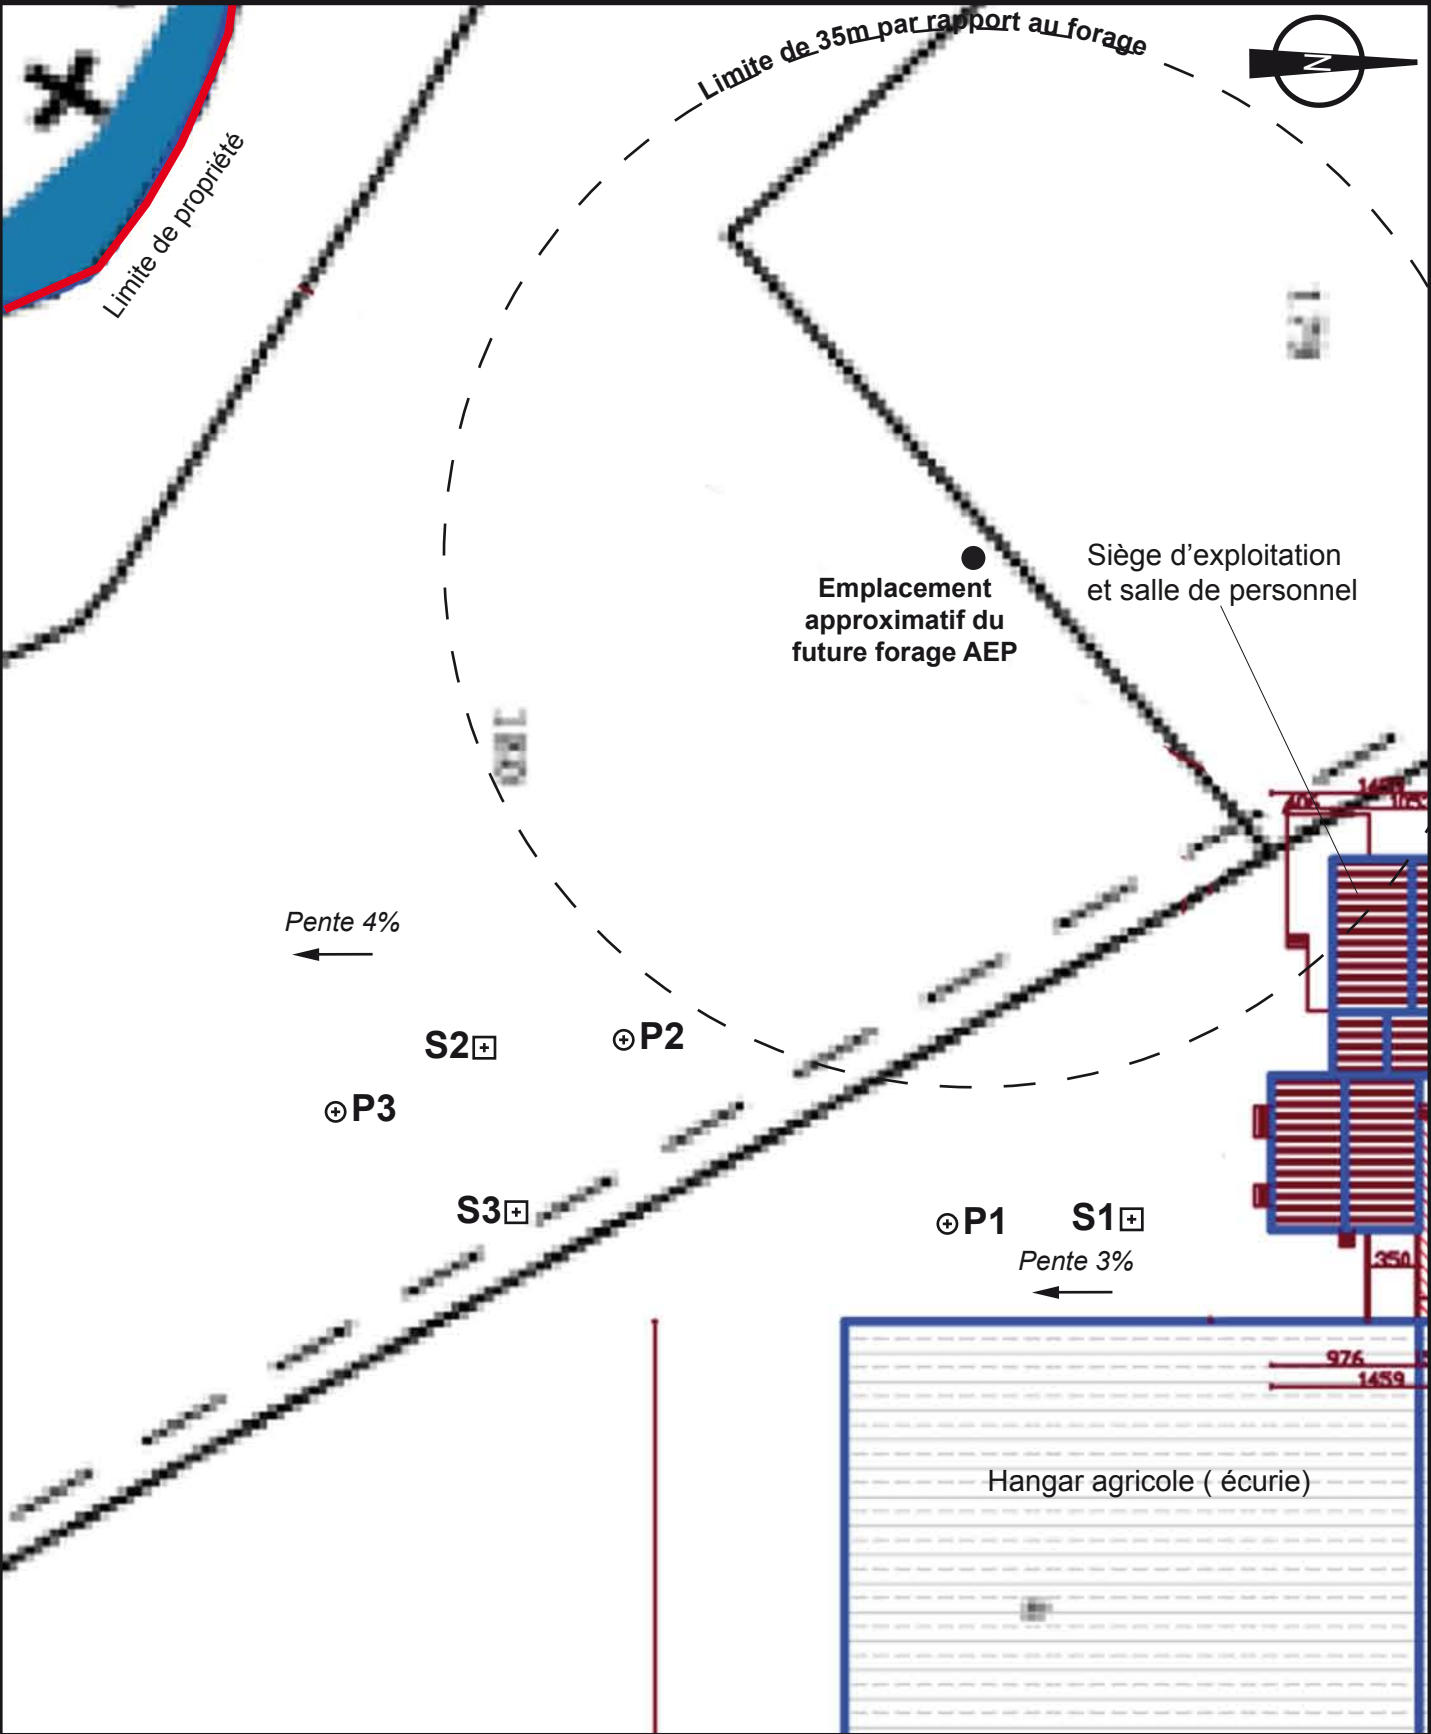 Limite de 35m par rapport au forage
N
Limite de propriété
Siège d'exploitation
et salle de personnel
Emplacement
approximatif du
future forage AEP
Pente 4%
S2
P2
P3
S3
P1
S1
Pente 3%
350
976
1459
Hangar agricole ( écurie)